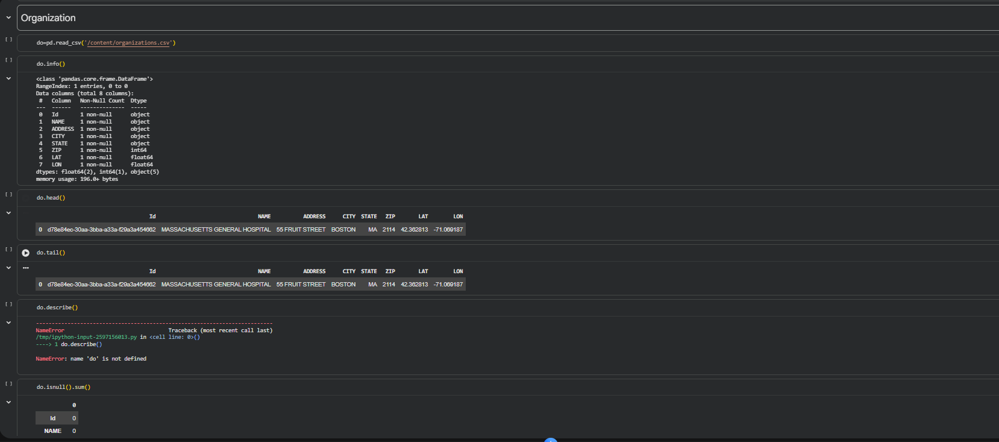 Organization
[ ]
do=pd.read_csv('/content/organizations.csv')
[ ]
do.info()
<class 'pandas.core.frame.DataFrame'>
RangeIndex: 1 entries, 0 to 0
Data columns (total 8 columns):
# Column Non-Null Count Dtype
--- ------ -------------- -----
0 Id 1 non-null object
1 NAME 1 non-null object
2 ADDRESS 1 non-null object
3 CITY 1 non-null object
4 STATE 1 non-null object
5 ZIP 1 non-null int64
6 LAT 1 non-null float64
7 LON 1 non-null float64
dtypes: float64(2), int64(1), object(5)
memory usage: 196.0+ bytes
[ ]
do.head()
Id NAME ADDRESS CITY STATE ZIP LAT LON
0 d78e84ec-30aa-3bba-a33a-f29a3a454662 MASSACHUSETTS GENERAL HOSPITAL 55 FRUIT STREET BOSTON MA 2114 42.362813 -71.069187
[ ]
do.tail()
Id NAME ADDRESS CITY STATE ZIP LAT LON
0 d78e84ec-30aa-3bba-a33a-f29a3a454662 MASSACHUSETTS GENERAL HOSPITAL 55 FRUIT STREET BOSTON MA 2114 42.362813 -71.069187
[ ]
do.describe()
---------------------------------------------------------------------------
NameError Traceback (most recent call last)
/tmp/ipython-input-2597156013.py in <cell line: 0>()
----> 1 do.describe()
NameError: name 'do' is not defined
[ ]
do.isnull().sum()
0
Id 0
NAME 0